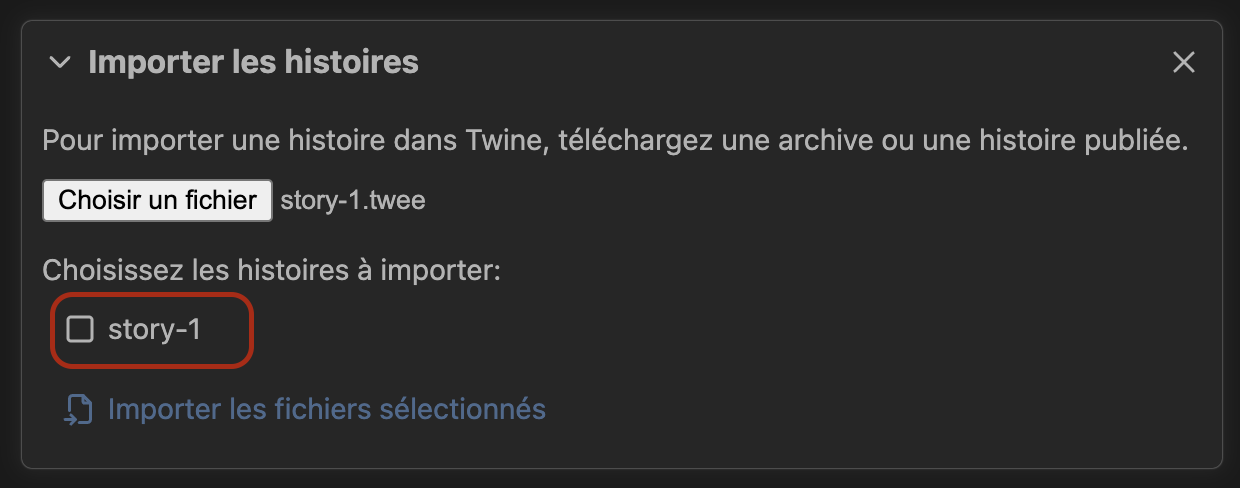 Importer les histoires
Pour importer une histoire dans Twine, téléchargez une archive ou une histoire publiée.
Choisir un fichier story-1.twee
Choisissez les histoires à importer:
story-1
Importer les fichiers sélectionnés